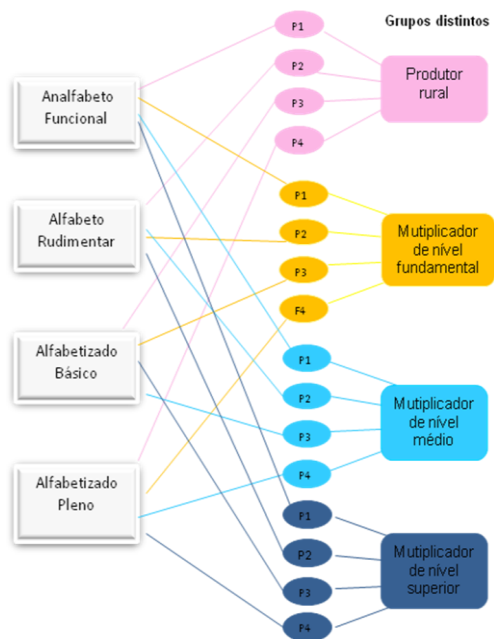 Grupos distintos
P1
P2
P3
P4
Produtor
rural
Analfabeto
Funcional
Alfabeto
Rudimentar
Alfabetizado
Básico
Alfabetizado
Pleno
P1
P2
P3
F4
Mutiplicador
de nível
fundamental
P1
P2
P3
P4
Mutiplicador
de nível
médio
P1
P2
P3
P4
Mutiplicador
de nível
superior